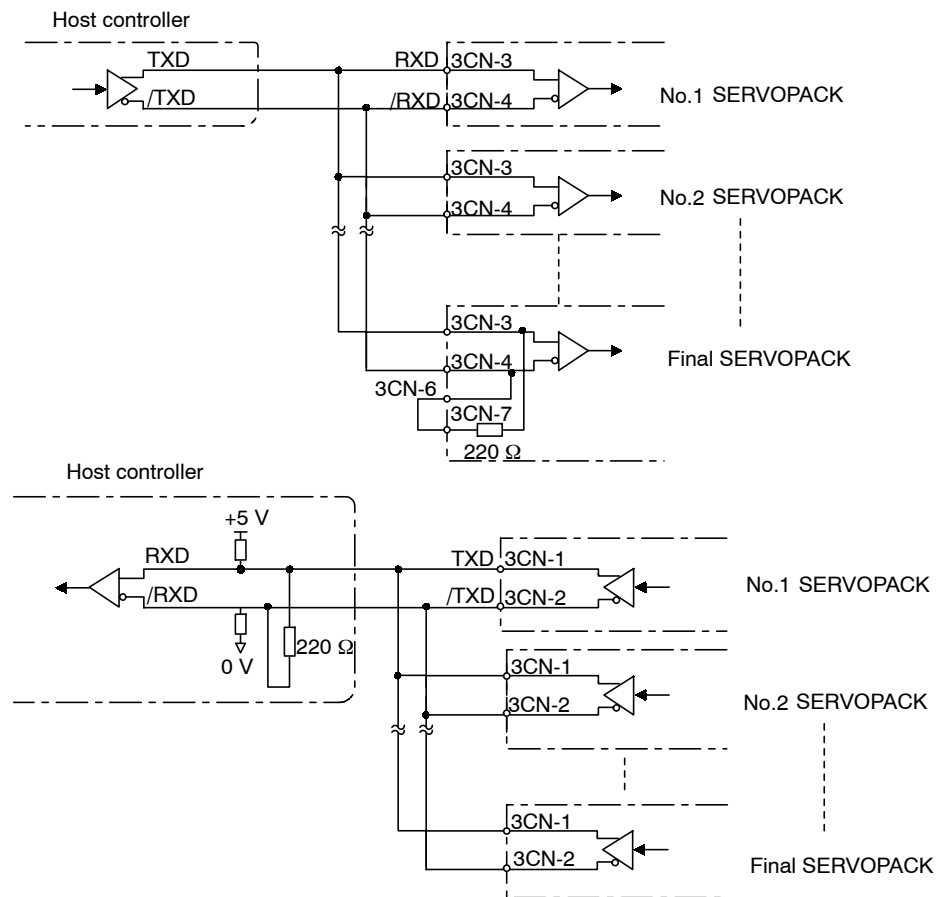 Host controller
TXD
RXD
3CN-3
/TXD
/RXD
3CN-4
No.1 SERVOPACK
3CN-3
3CN-4
No.2 SERVOPACK
3CN-3
3CN-4
Final SERVOPACK
3CN-6
3CN-7
220 Ω
Host controller
+5 V
RXD
TXD
3CN-1
No.1 SERVOPACK
/RXD
/TXD
3CN-2
220 Ω
0 V
3CN-1
3CN-2
No.2 SERVOPACK
3CN-1
3CN-2
Final SERVOPACK